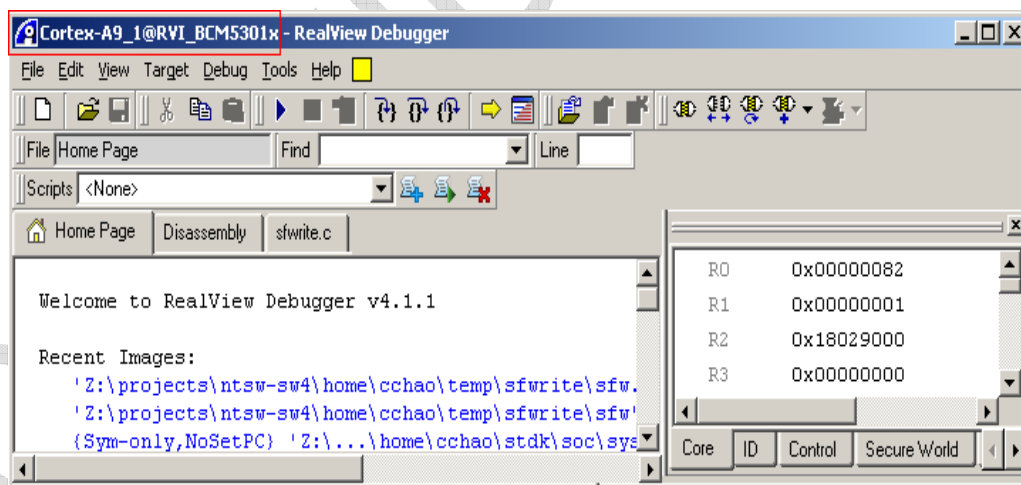 Cortex-A9_1@RVI_BCM5301x - RealView Debugger
File Edit View Target Debug Tools Help
File Home Page Find Line
Scripts <None>
Home Page Disassembly sfwrite.c
Welcome to RealView Debugger v4.1.1
Recent Images:
'Z:\projects\ntsw-sw4\home\cchao\temp\sfwrite\sfw.
'Z:\projects\ntsw-sw4\home\cchao\temp\sfwrite\sfw'
{Sym-only,NoSetPC} 'Z:\...\home\cchao\stdk\soc\sys
R0 0x00000082
R1 0x00000001
R2 0x18029000
R3 0x00000000
Core ID Control Secure World